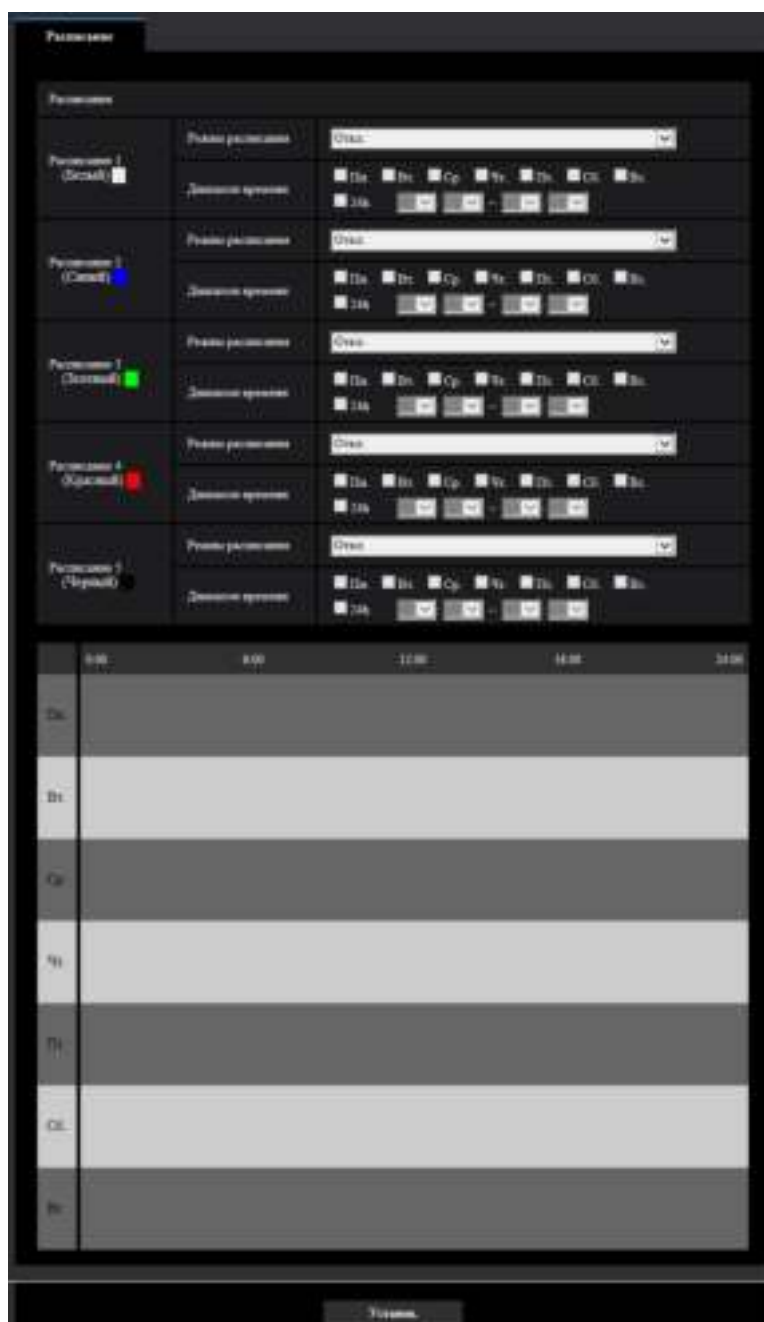 Расписание
Расписание
Расписание 1
(Белый)
Режим расписания
Откл.
Диапазон времени
Пн. Вт. Ср. Чт. Пт. Сб. Вс.
24h
-
Расписание 2
(Синий)
Режим расписания
Откл.
Диапазон времени
Пн. Вт. Ср. Чт. Пт. Сб. Вс.
24h
-
Расписание 3
(Зеленый)
Режим расписания
Откл.
Диапазон времени
Пн. Вт. Ср. Чт. Пт. Сб. Вс.
24h
-
Расписание 4
(Красный)
Режим расписания
Откл.
Диапазон времени
Пн. Вт. Ср. Чт. Пт. Сб. Вс.
24h
-
Расписание 5
(Черный)
Режим расписания
Откл.
Диапазон времени
Пн. Вт. Ср. Чт. Пт. Сб. Вс.
24h
-
0:00 6:00 12:00 18:00 24:00
Пн.
Вт.
Ср.
Чт.
Пт.
Сб.
Вс.
Установ.